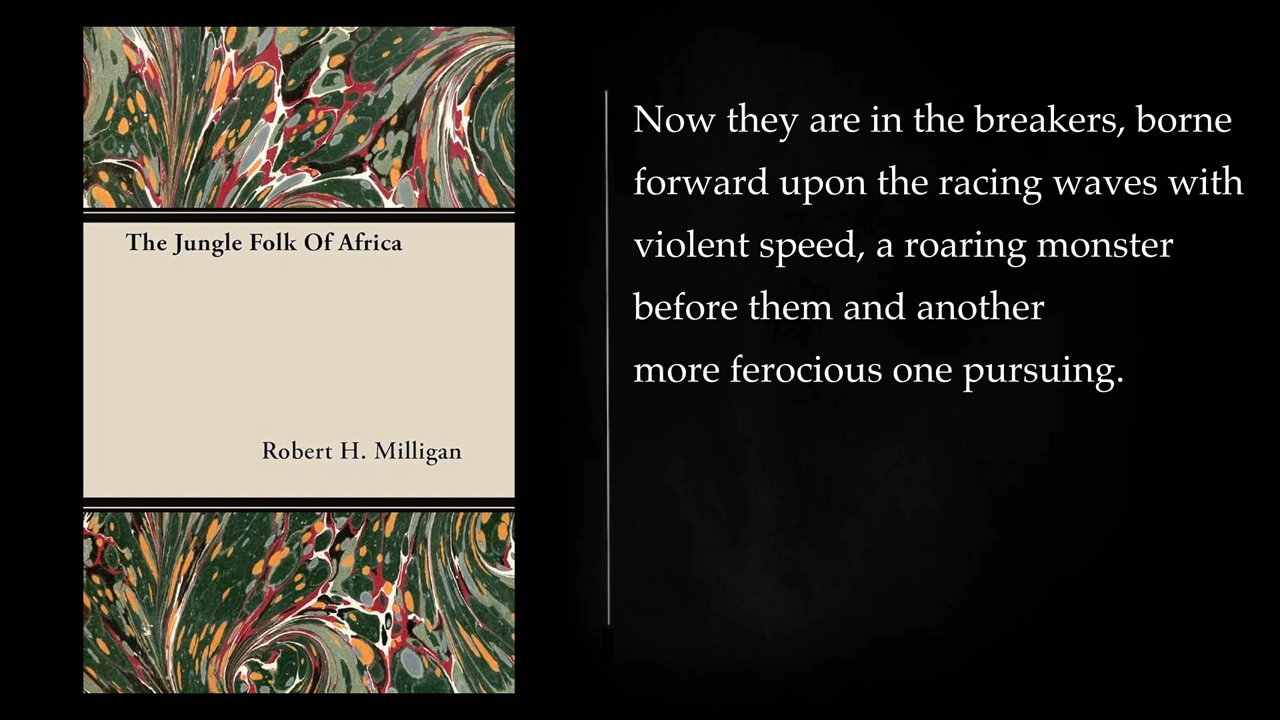 The Jungle Folk Of Africa
Robert H. Milligan
Now they are in the breakers, borne
forward upon the racing waves with
violent speed, a roaring monster
before them and another
more ferocious one pursuing.